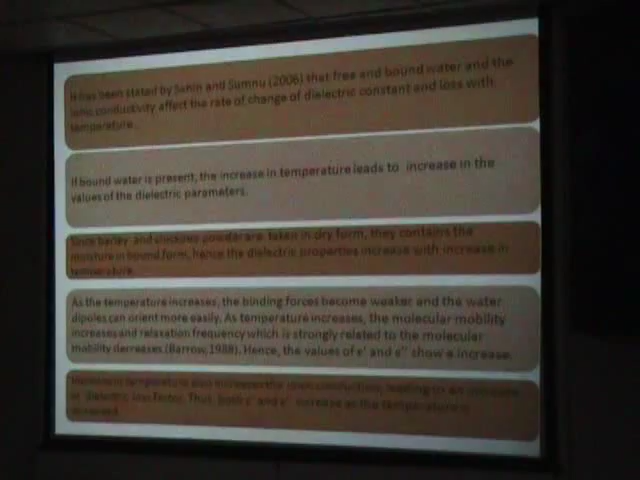 It has been stated by Sahin and Sumnu (2006) that free and bound water and the
ionic conductivity affect the rate of change of dielectric constant and loss with
temperature.
If bound water is present, the increase in temperature leads to increase in the
values of the dielectric parameters.
Since barley and chickpea powder are taken in dry form, they contains the
moisture in bound form, hence the dielectric properties increase with increase in
temperature.
As the temperature increases, the binding forces become weaker and the water
dipoles can orient more easily. As temperature increases, the molecular mobility
increases and relaxation frequency which is strongly related to the molecular
mobility decreases (Barrow,1988). Hence, the values of ε' and ε'' show a increase.
temperature also increases the ionic conduction, leading to an increase
in dielectric loss factor. Thus, both ε' and ε'' increase as the temperature is
increased.